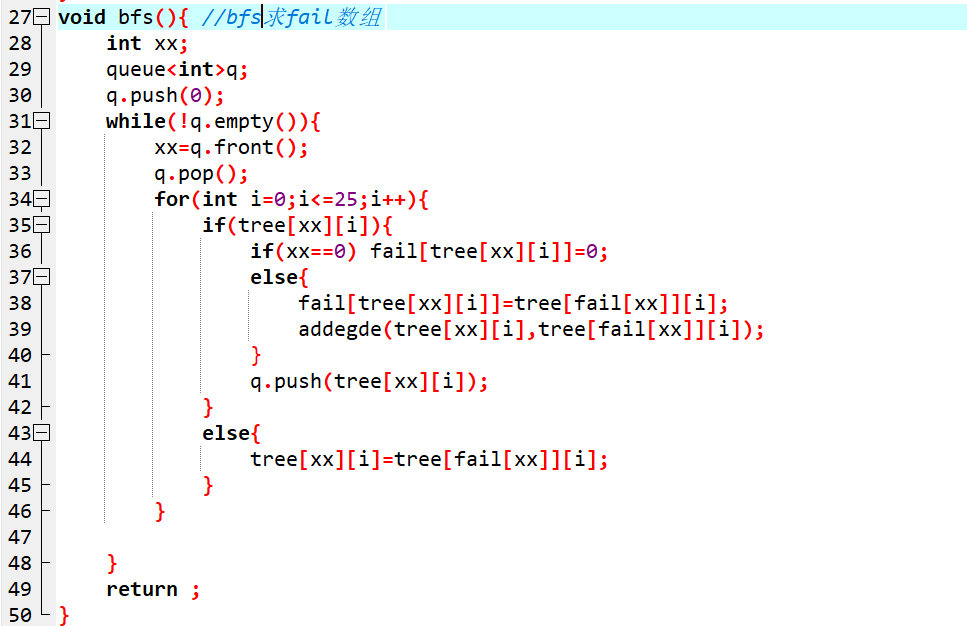 27 void bfs(){ //bfs求fail数组
28     int xx;
29     queue<int>q;
30     q.push(0);
31     while(!q.empty()){
32         xx=q.front();
33         q.pop();
34         for(int i=0;i<=25;i++){
35             if(tree[xx][i]){
36                 if(xx==0) fail[tree[xx][i]]=0;
37                 else{
38                     fail[tree[xx][i]]=tree[fail[xx]][i];
39                     addegde(tree[xx][i],tree[fail[xx]][i]);
40                 }
41                 q.push(tree[xx][i]);
42             }
43             else{
44                 tree[xx][i]=tree[fail[xx]][i];
45             }
46         }
47
48     }
49     return ;
50 }